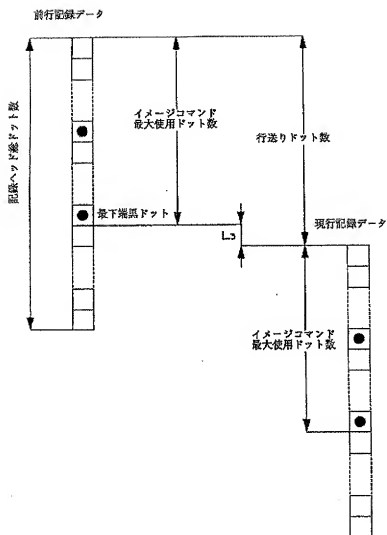 前行記録データ
記録ヘッド総ドット数
イメージコマンド
最大使用ドット数
行送りドット数
最下端黒ドット
現行記録データ
イメージコマンド
最大使用ドット数